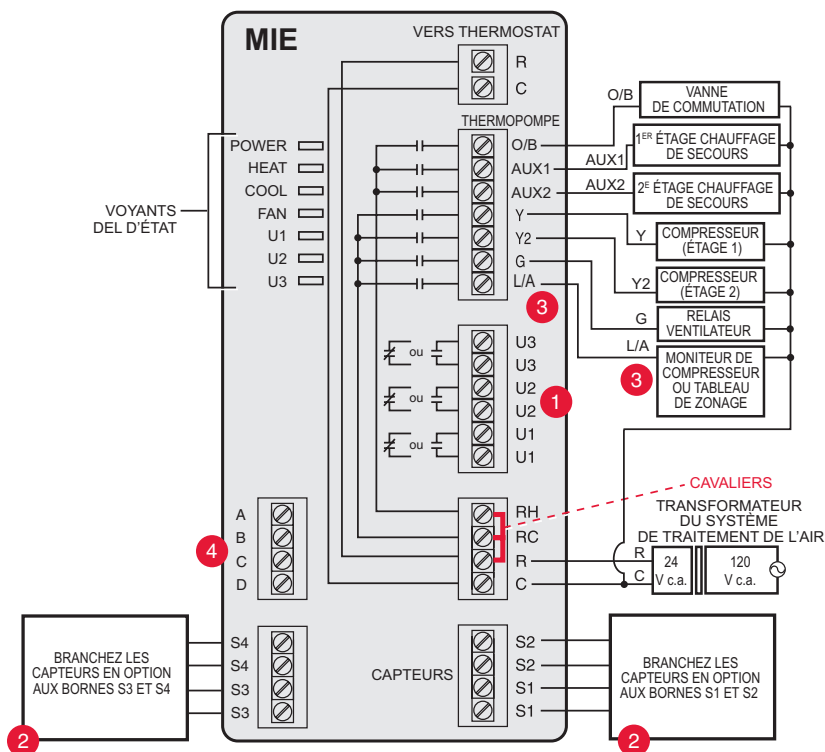 MIE
VERS THERMOSTAT
R
C
THERMOPOMPE
O/B
AUX1
AUX2
Y
Y2
G
L/A
3
POWER
HEAT
COOL
FAN
U1
U2
U3
VOYANTS
DEL D'ÉTAT
O/B
VANNE
DE COMMUTATION
AUX1
1ER ÉTAGE CHAUFFAGE
DE SECOURS
AUX2
2E ÉTAGE CHAUFFAGE
DE SECOURS
Y
COMPRESSEUR
(ÉTAGE 1)
Y2
COMPRESSEUR
(ÉTAGE 2)
G
RELAIS
VENTILATEUR
L/A
3
MONITEUR DE
COMPRESSEUR
OU TABLEAU
DE ZONAGE
ou
ou
ou
U3
U3
U2
U2
U1
U1
1
CAVALIERS
RH
RC
R
C
TRANSFORMATEUR
DU SYSTÈME
DE TRAITEMENT DE L'AIR
R
C
24
V c.a.
120
V c.a.
4
A
B
C
D
BRANCHEZ LES
CAPTEURS EN OPTION
AUX BORNES S3 ET S4
2
S4
S4
S3
S3
CAPTEURS
S2
S2
S1
S1
BRANCHEZ LES
CAPTEURS EN OPTION
AUX BORNES S1 ET S2
2